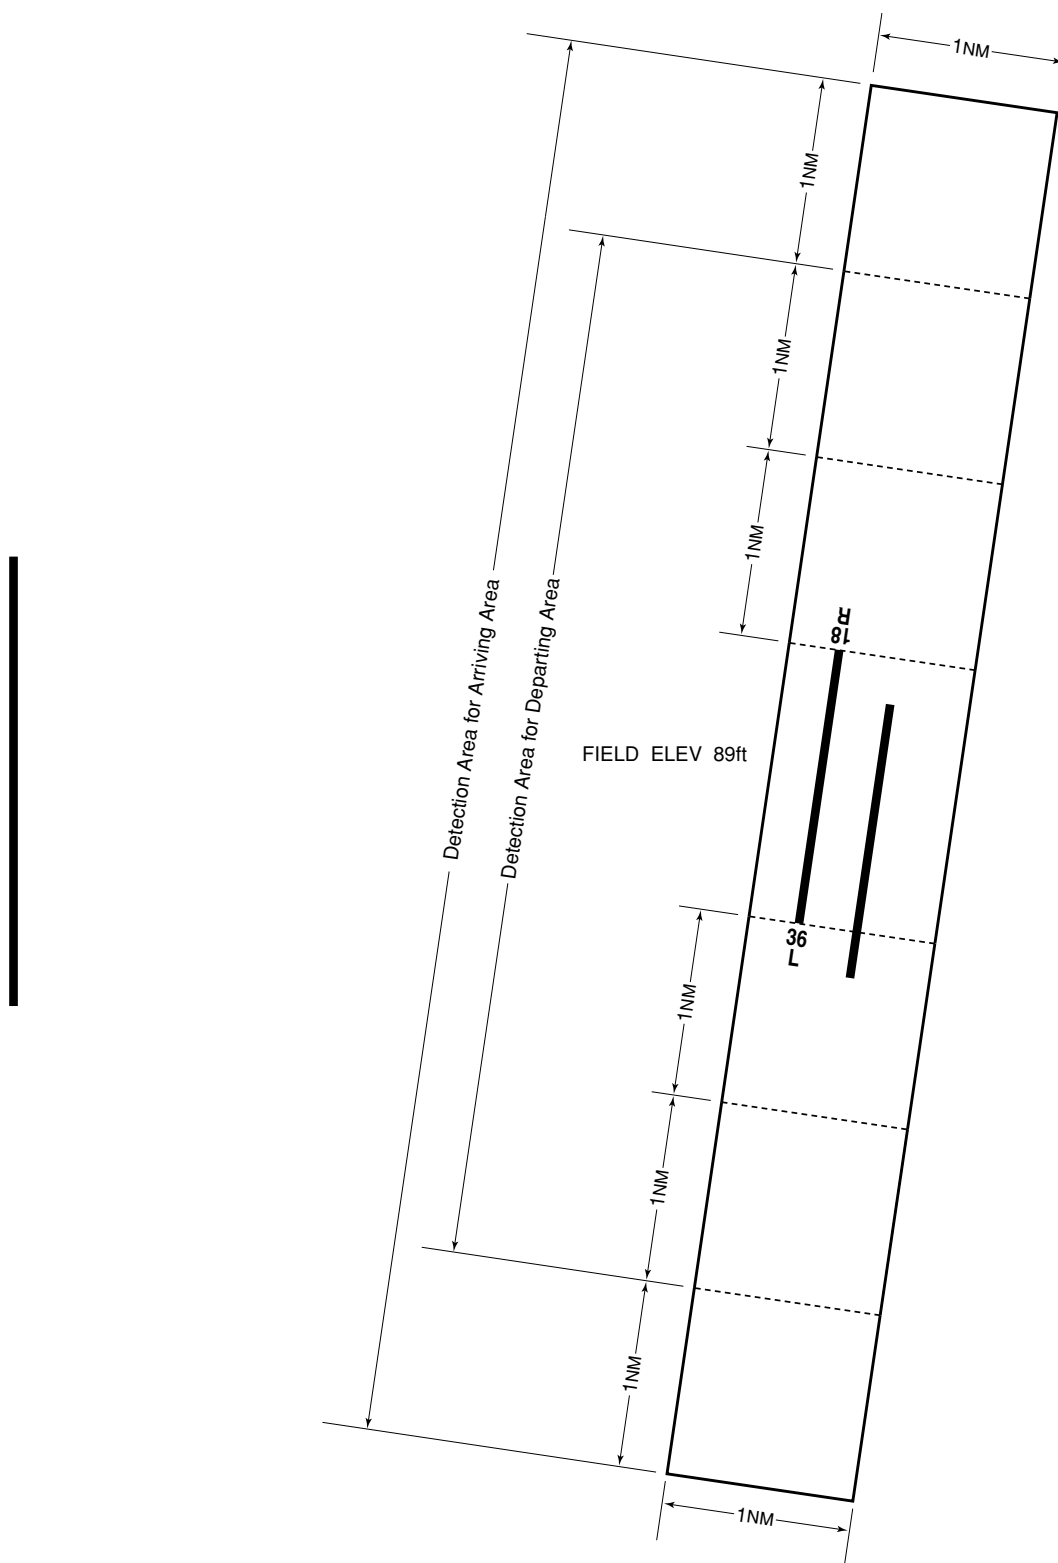 1NM
1NM
1NM
1NM
18
R
Detection Area for Arriving Area
Detection Area for Departing Area
FIELD ELEV 89ft
36
L
1NM
1NM
1NM
1NM